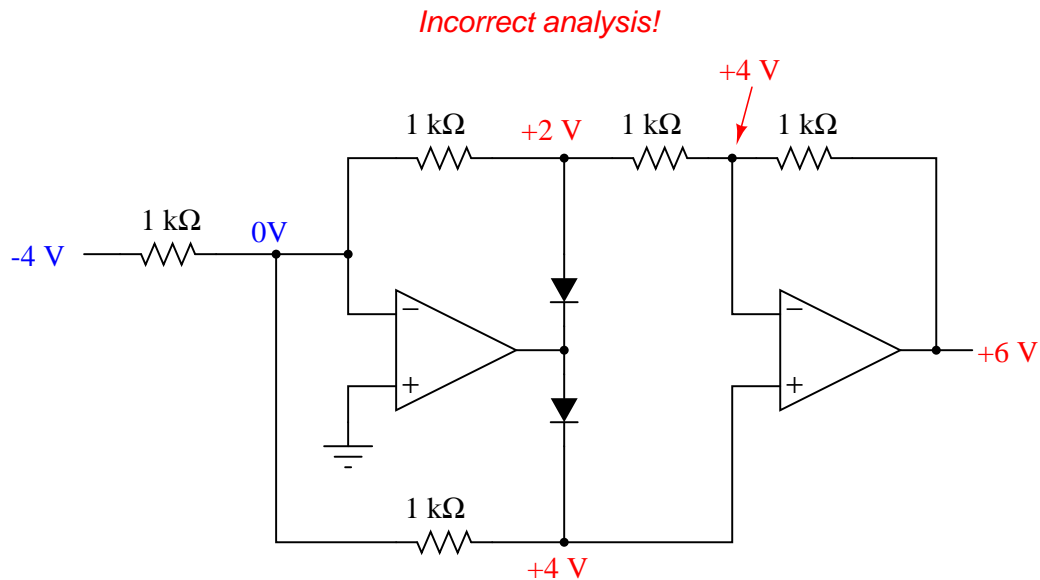 Incorrect analysis!
+4 V
1 kΩ
+2 V
1 kΩ
1 kΩ
1 kΩ
0V
-4 V
−
−
+6 V
+
+
1 kΩ
+4 V